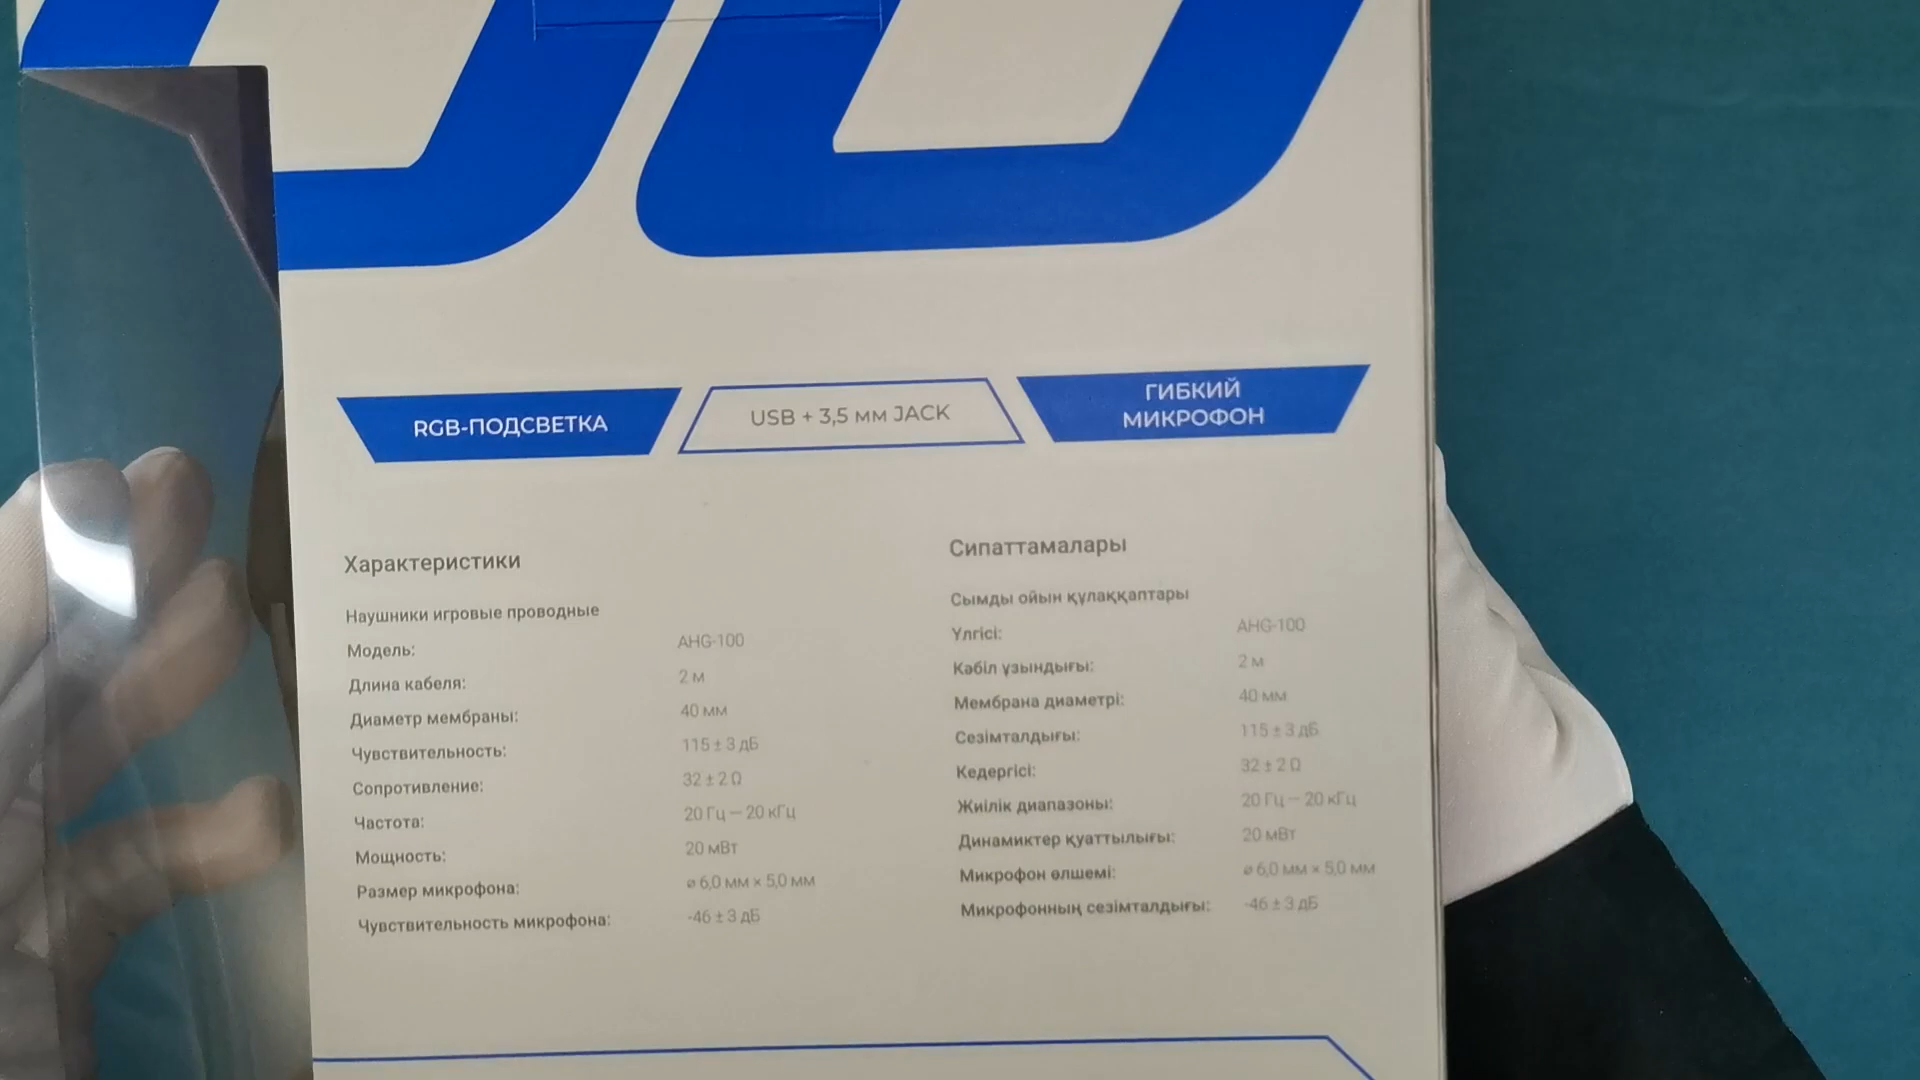 RGB-ПОДСВЕТКА
USB + 3,5 мм JACK
ГИБКИЙ
МИКРОФОН
Характеристики
Наушники игровые проводные
Модель: AHG-100
Длина кабеля: 2 м
Диаметр мембраны: 40 мм
Чувствительность: 115 ± 3 дБ
Сопротивление: 32 ± 2 Ω
Частота: 20 Гц — 20 кГц
Мощность: 20 мВт
Размер микрофона: ⌀ 6,0 мм × 5,0 мм
Чувствительность микрофона: -46 ± 3 дБ
Сипаттамалары
Сымды ойын құлаққаптары
Үлгісі: AHG-100
Кәбіл ұзындығы: 2 м
Мембрана диаметрі: 40 мм
Сезімталдығы: 115 ± 3 дБ
Кедергісі: 32 ± 2 Ω
Жиілік диапазоны: 20 Гц — 20 кГц
Динамиктер қуаттылығы: 20 мВт
Микрофон өлшемі: ⌀ 6,0 мм × 5,0 мм
Микрофонның сезімталдығы: -46 ± 3 дБ